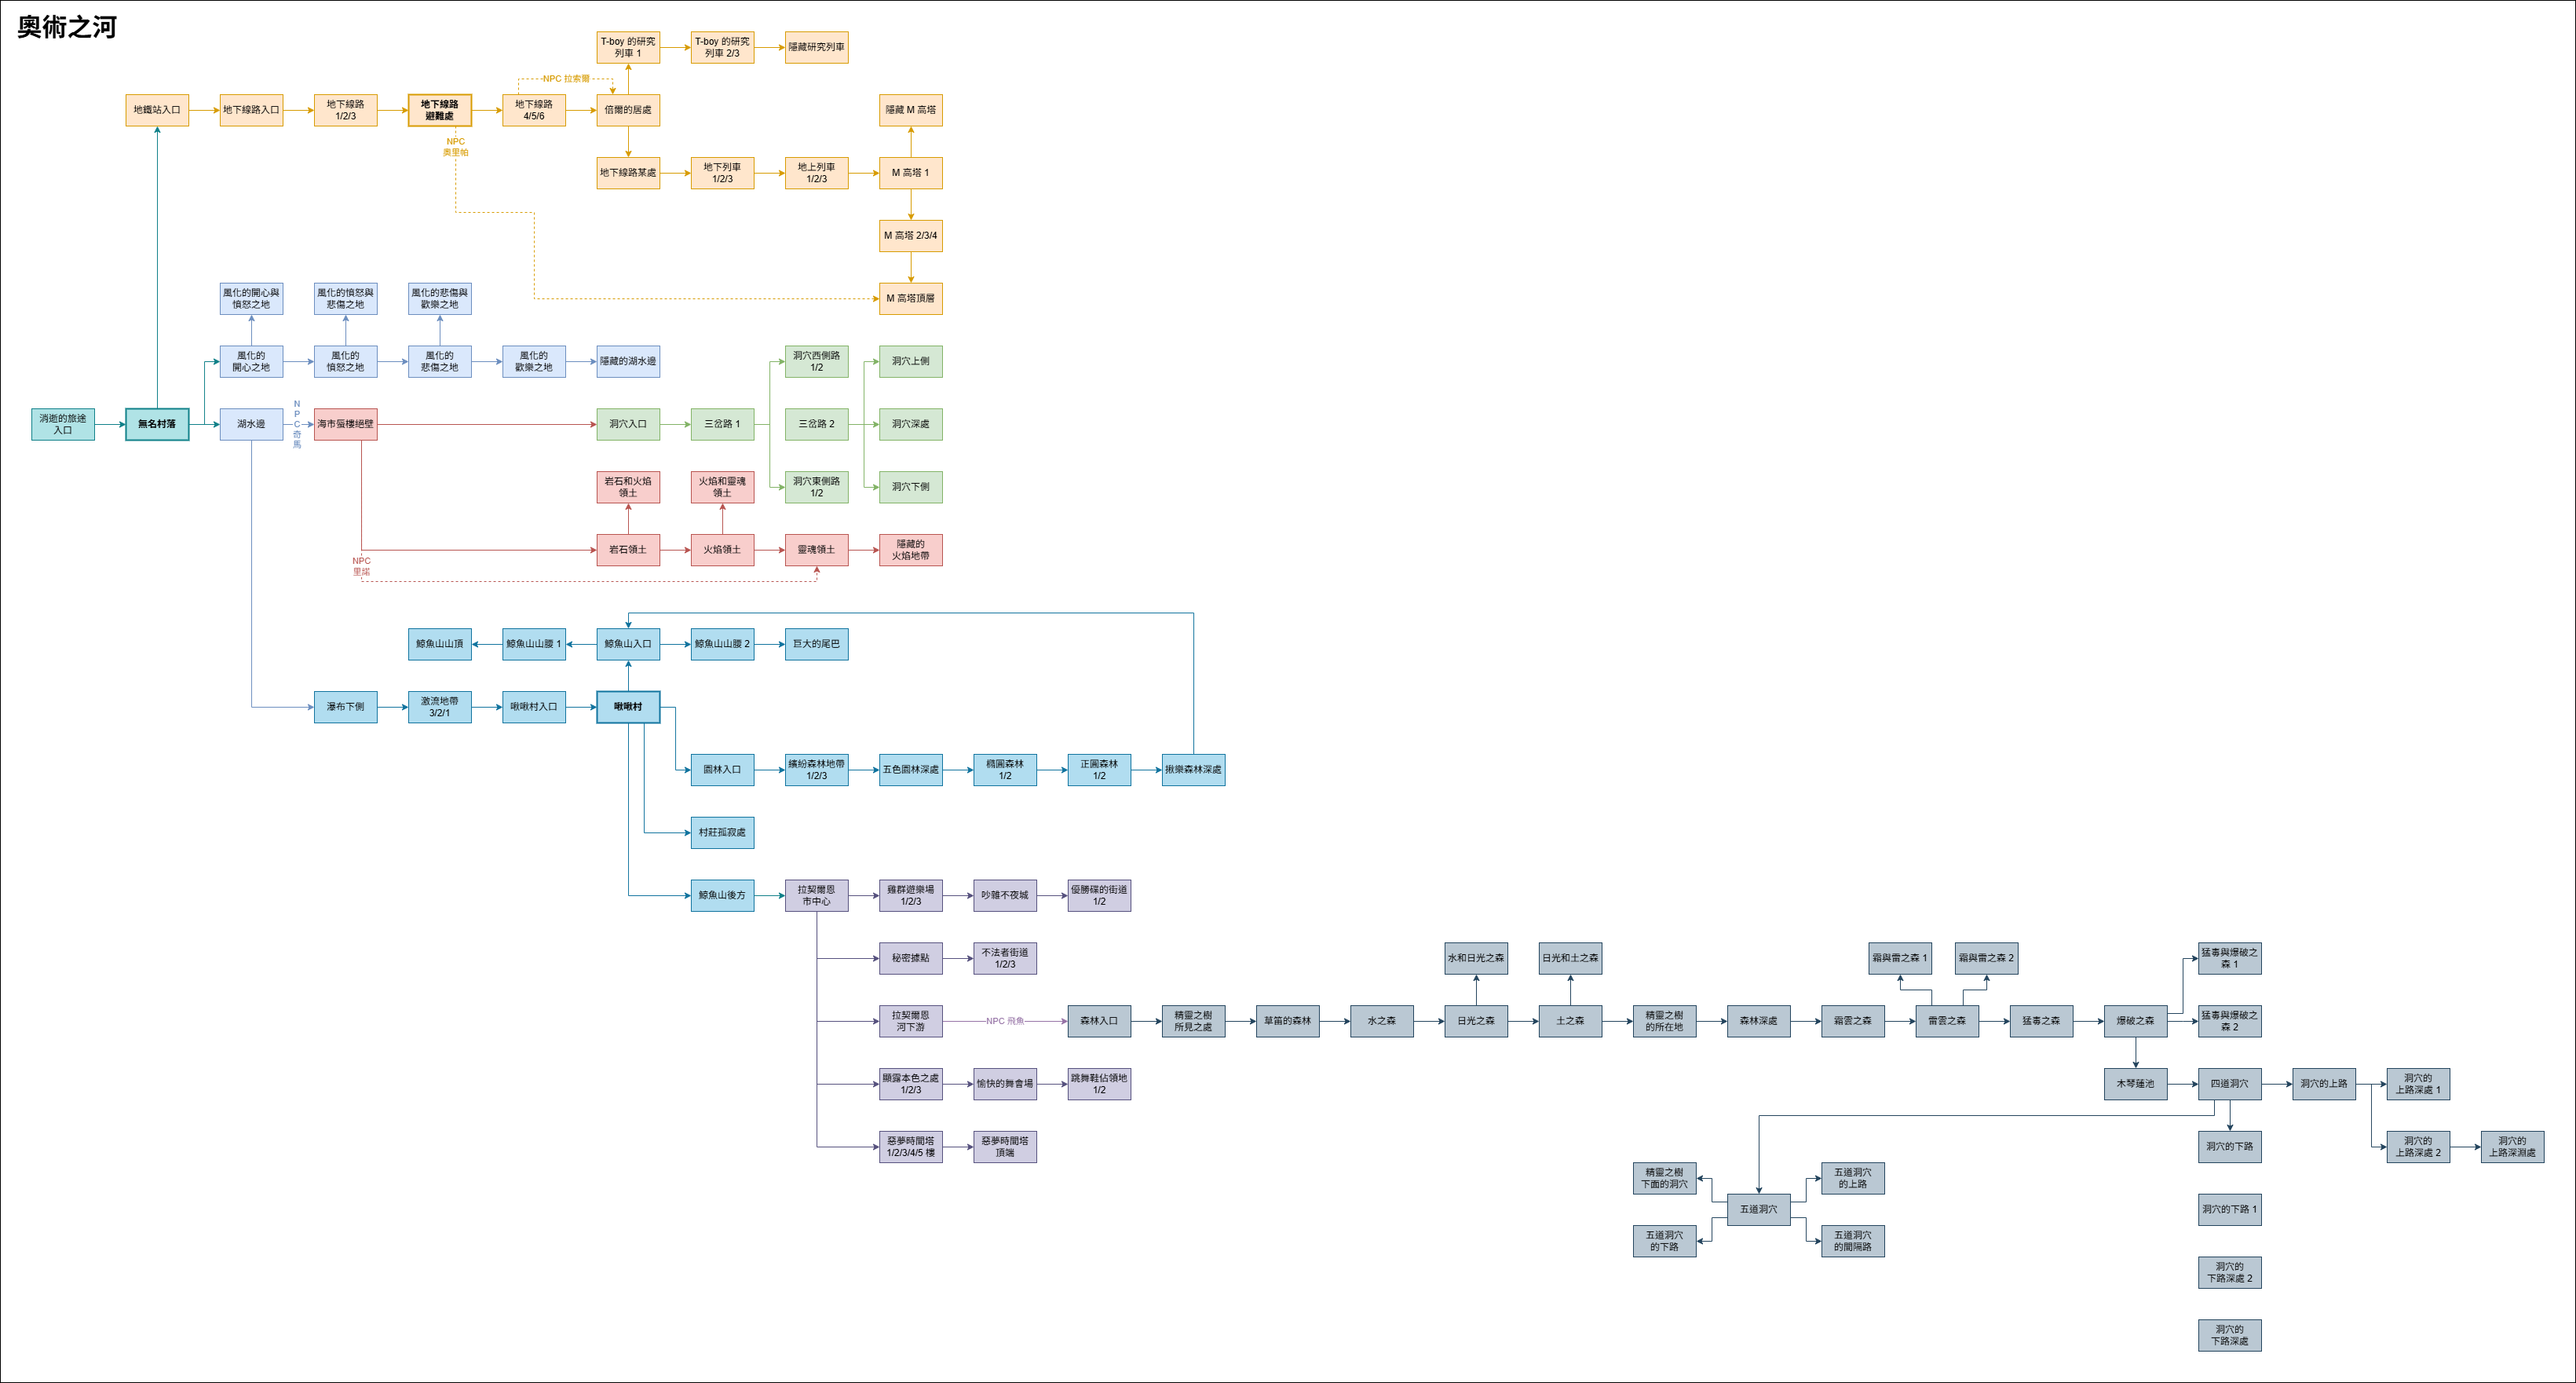 奧術之河
T-boy 的研究
列車 1
T-boy 的研究
列車 2/3
隱藏研究列車
NPC 拉索爾
地鐵站入口
地下線路入口
地下線路
1/2/3
地下線路
避難處
地下線路
4/5/6
倍爾的居處
隱藏 M 高塔
NPC
奧里帕
地下線路某處
地下列車
1/2/3
地上列車
1/2/3
M 高塔 1
M 高塔 2/3/4
風化的開心與
憤怒之地
風化的憤怒與
悲傷之地
風化的悲傷與
歡樂之地
M 高塔頂層
風化的
開心之地
風化的
憤怒之地
風化的
悲傷之地
風化的
歡樂之地
隱藏的湖水邊
洞穴西側路
1/2
洞穴上側
消逝的旅途
入口
無名村落
湖水邊
N
P
C
奇
馬
海市蜃樓絕壁
洞穴入口
三岔路 1
三岔路 2
洞穴深處
岩石和火焰
領土
火焰和靈魂
領土
洞穴東側路
1/2
洞穴下側
岩石領土
火焰領土
靈魂領土
隱藏的
火焰地帶
NPC
里諾
鯨魚山山頂
鯨魚山山腰 1
鯨魚山入口
鯨魚山山腰 2
巨大的尾巴
瀑布下側
激流地帶
3/2/1
啾啾村入口
啾啾村
園林入口
繽紛森林地帶
1/2/3
五色園林深處
橢圓森林
1/2
正圓森林
1/2
揪樂森林深處
村莊孤寂處
鯨魚山後方
拉契爾恩
市中心
雞群遊樂場
1/2/3
吵雜不夜城
優勝碟的街道
1/2
秘密據點
不法者街道
1/2/3
水和日光之森
日光和土之森
霜與雷之森 1
霜與雷之森 2
猛毒與爆破之
森 1
拉契爾恩
河下游
NPC 飛魚
森林入口
精靈之樹
所見之處
草笛的森林
水之森
日光之森
土之森
精靈之樹
的所在地
森林深處
霜雲之森
雷雲之森
猛毒之森
爆破之森
猛毒與爆破之
森 2
顯露本色之處
1/2/3
愉快的舞會場
跳舞鞋佔領地
1/2
木琴蓮池
四道洞穴
洞穴的上路
洞穴的
上路深處 1
惡夢時間塔
1/2/3/4/5 樓
惡夢時間塔
頂端
洞穴的下路
洞穴的
上路深處 2
洞穴的
上路深淵處
精靈之樹
下面的洞穴
五道洞穴
的上路
五道洞穴
洞穴的下路 1
五道洞穴
的下路
五道洞穴
的間隔路
洞穴的
下路深處 2
洞穴的
下路深處